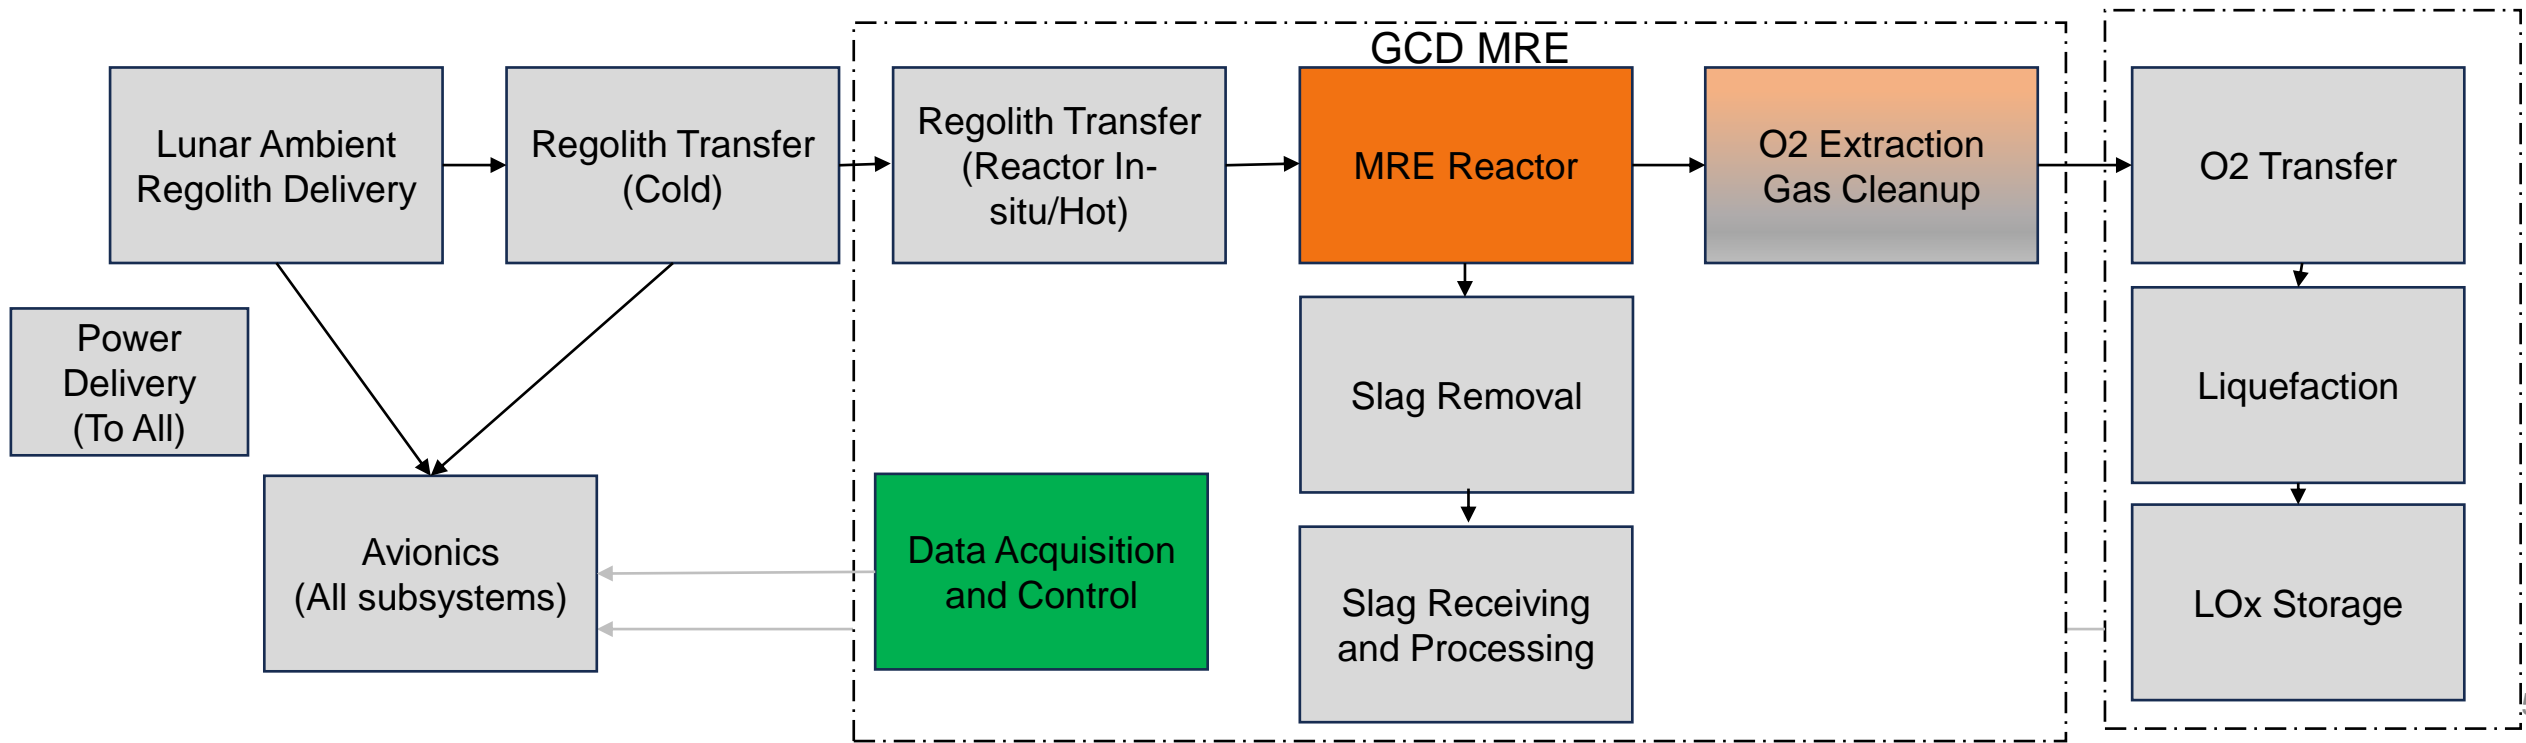 GCD MRE
Lunar Ambient
Regolith Delivery
Regolith Transfer
(Cold)
Regolith Transfer
(Reactor In-
situ/Hot)
MRE Reactor
O2 Extraction
Gas Cleanup
O2 Transfer
Power
Delivery
(To All)
Slag Removal
Liquefaction
Avionics
(All subsystems)
Data Acquisition
and Control
Slag Receiving
and Processing
LOx Storage